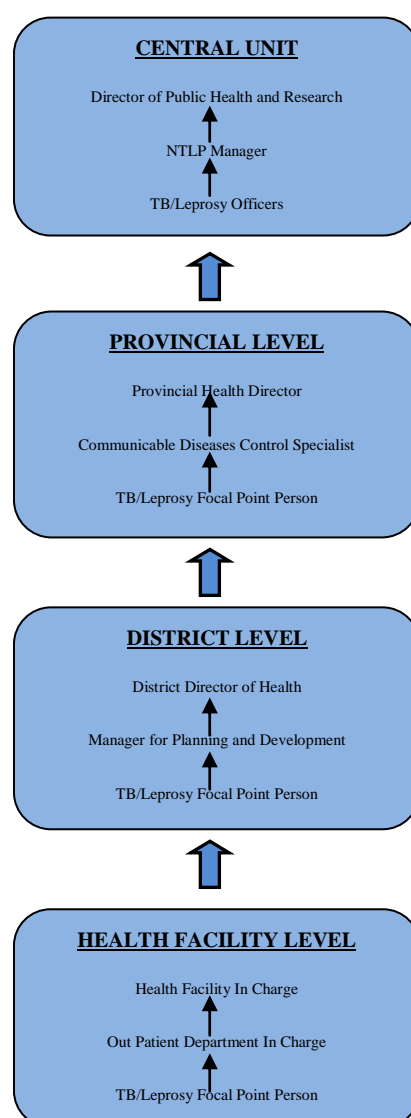 CENTRAL UNIT
Director of Public Health and Research
NTLP Manager
TB/Leprosy Officers
PROVINCIAL LEVEL
Provincial Health Director
Communicable Diseases Control Specialist
TB/Leprosy Focal Point Person
DISTRICT LEVEL
District Director of Health
Manager for Planning and Development
TB/Leprosy Focal Point Person
HEALTH FACILITY LEVEL
Health Facility In Charge
Out Patient Department In Charge
TB/Leprosy Focal Point Person